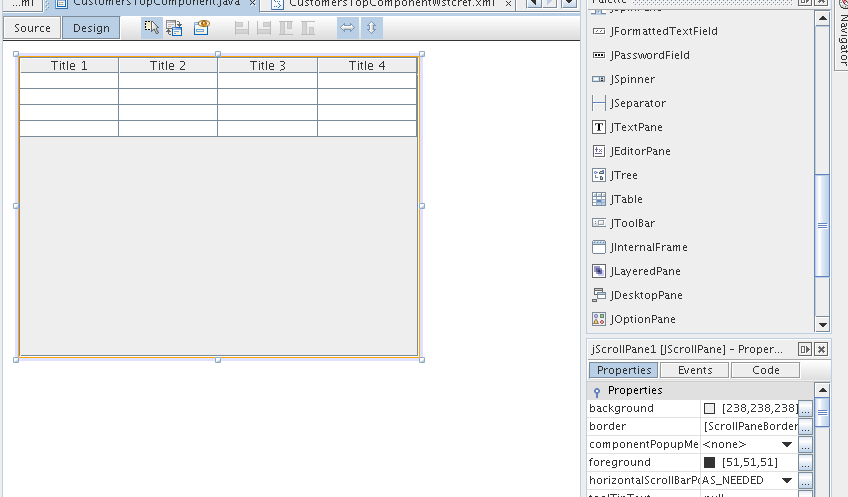 ...ml
CustomersTopComponent.java
CustomersTopComponentWstcref.xml
Source
Design
Title 1
Title 2
Title 3
Title 4
Palette
JFormattedTextField
JPasswordField
JSpinner
JSeparator
JTextPane
JEditorPane
JTree
JTable
JToolBar
JInternalFrame
JLayeredPane
JDesktopPane
JOptionPane
Navigator
jScrollPane1 [JScrollPane] - Proper...
Properties
Events
Code
Properties
background
[238,238,238]
...
border
[ScrollPaneBorder
...
componentPopupMe
<none>
...
foreground
[51,51,51]
...
horizontalScrollBarPo
AS_NEEDED
...
toolTipText
null